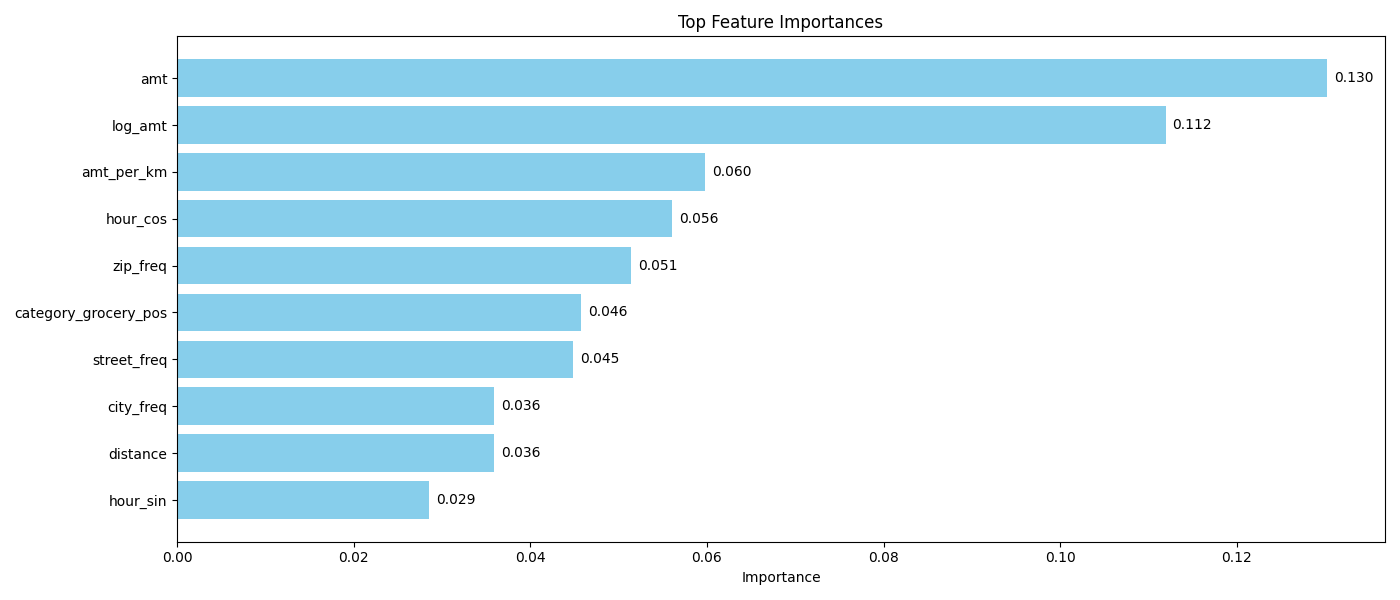 Top Feature Importances
amt
0.130
log_amt
0.112
amt_per_km
0.060
hour_cos
0.056
zip_freq
0.051
category_grocery_pos
0.046
street_freq
0.045
city_freq
0.036
distance
0.036
hour_sin
0.029
0.00 0.02 0.04 0.06 0.08 0.10 0.12
Importance